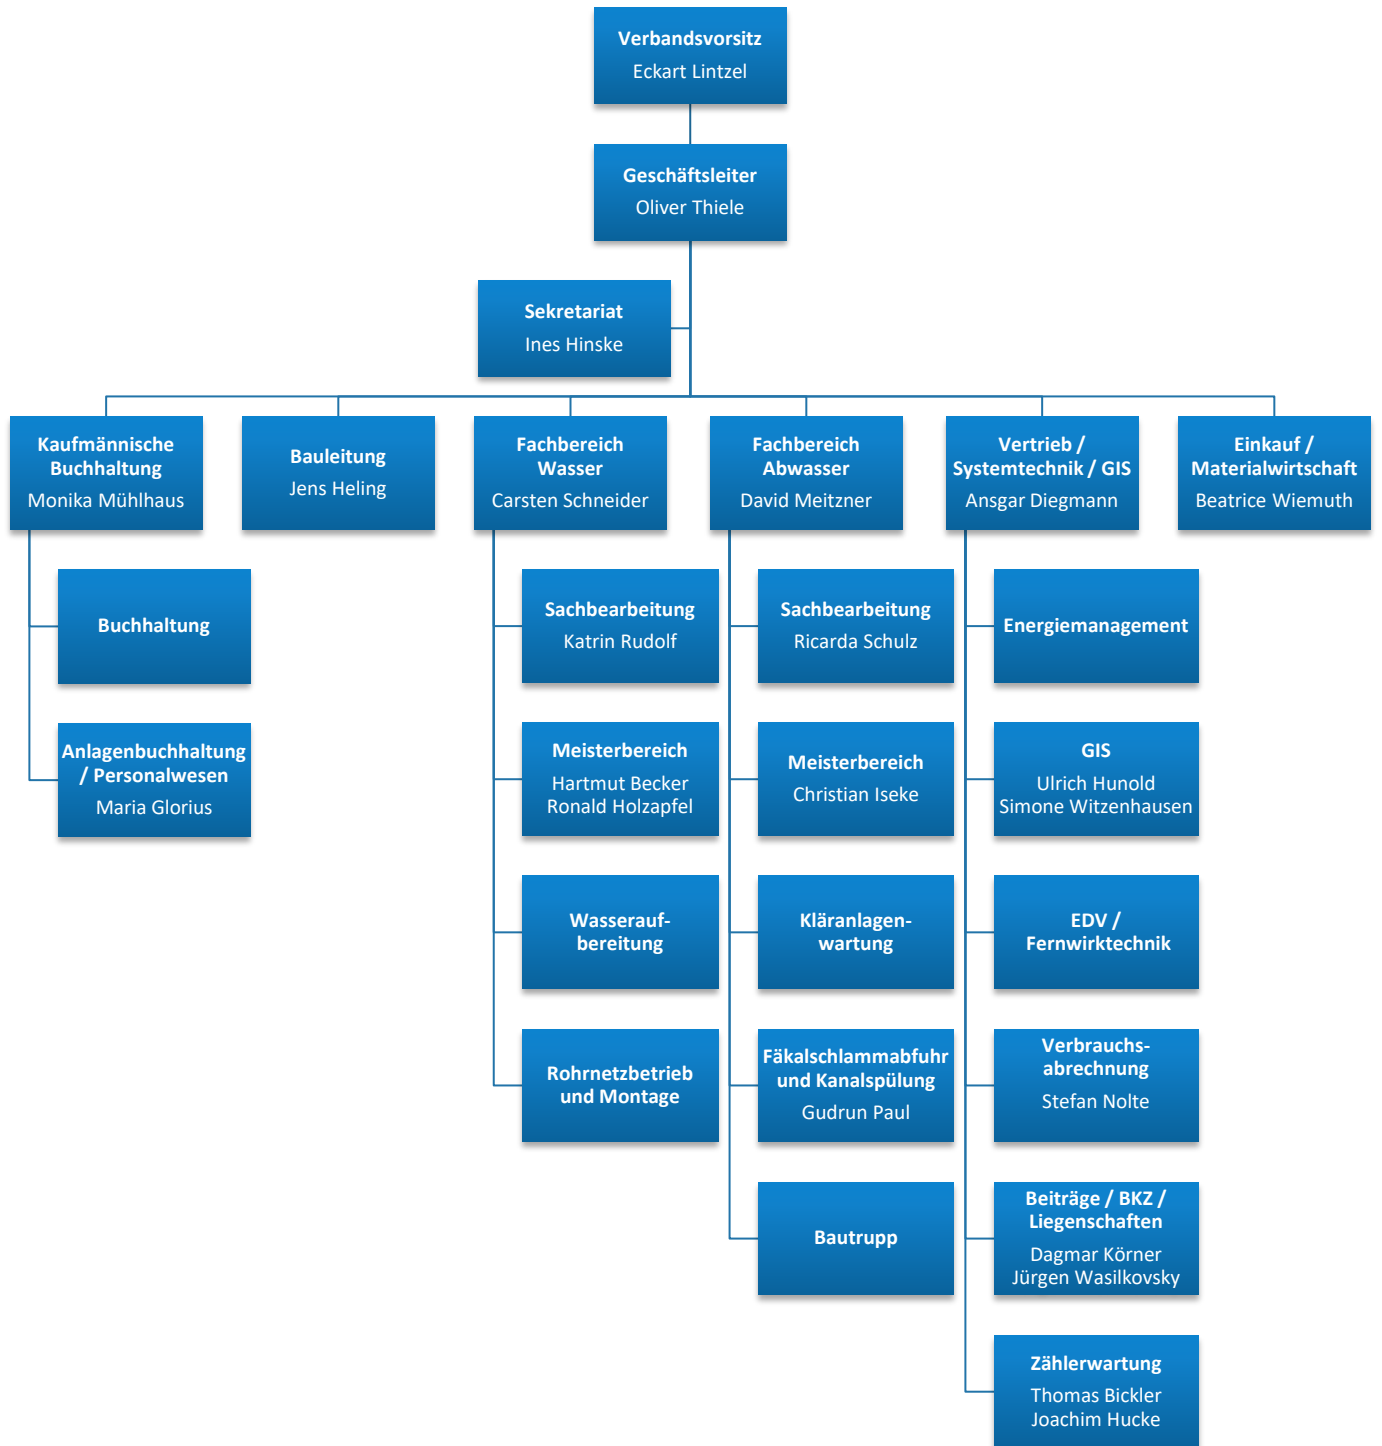 Verbandsvorsitz
Eckart Lintzel
Geschäftsleiter
Oliver Thiele
Sekretariat
Ines Hinske
Kaufmännische
Buchhaltung
Monika Mühlhaus
Bauleitung
Jens Heling
Fachbereich
Wasser
Carsten Schneider
Fachbereich
Abwasser
David Meitzner
Vertrieb /
Systemtechnik / GIS
Ansgar Diegmann
Einkauf /
Materialwirtschaft
Beatrice Wiemuth
Buchhaltung
Anlagenbuchhaltung
/ Personalwesen
Maria Glorius
Sachbearbeitung
Katrin Rudolf
Meisterbereich
Hartmut Becker
Ronald Holzapfel
Wasserauf-
bereitung
Rohrnetzbetrieb
und Montage
Sachbearbeitung
Ricarda Schulz
Meisterbereich
Christian Iseke
Kläranlagen-
wartung
Fäkalschlammabfuhr
und Kanalspülung
Gudrun Paul
Bautrupp
Energiemanagement
GIS
Ulrich Hunold
Simone Witzenhausen
EDV /
Fernwirktechnik
Verbrauchs-
abrechnung
Stefan Nolte
Beiträge / BKZ /
Liegenschaften
Dagmar Körner
Jürgen Wasilkovsky
Zählerwartung
Thomas Bickler
Joachim Hucke